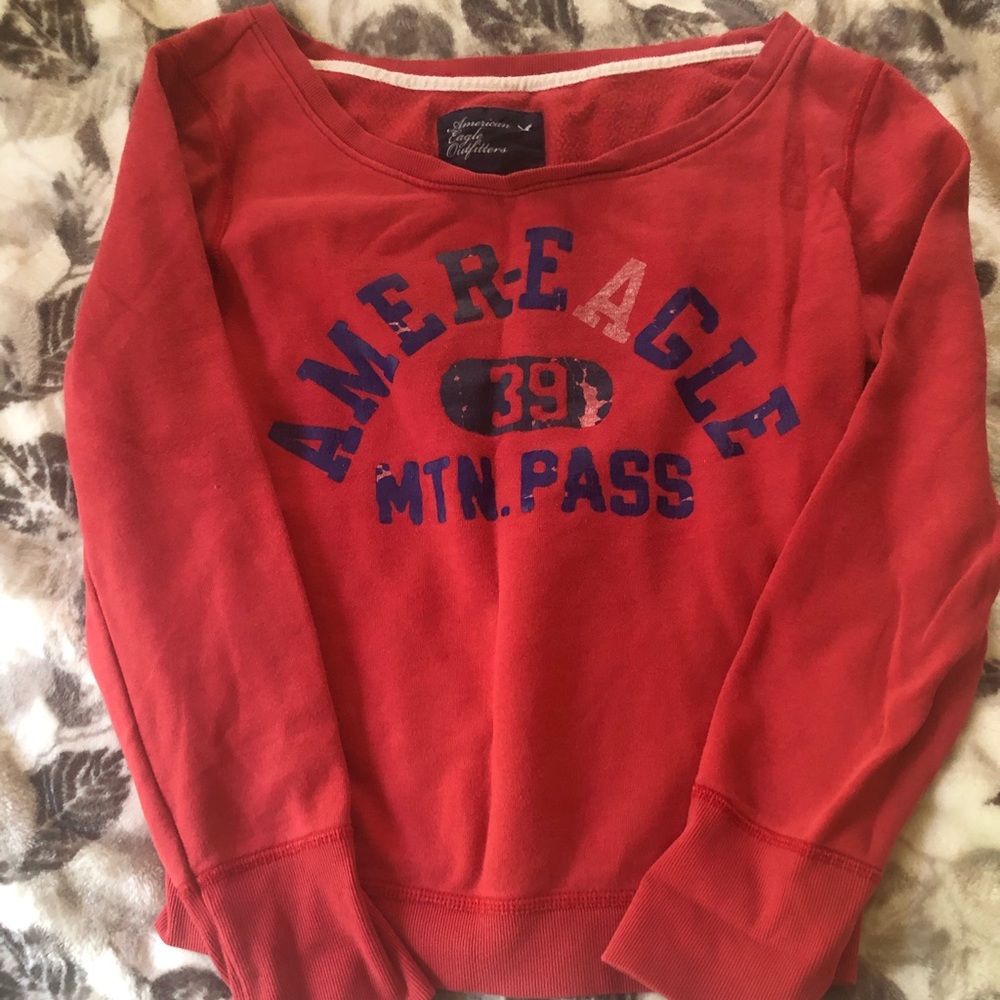 American
Eagle
Outfitters
AMER-EAGLE
39
MTN. PASS